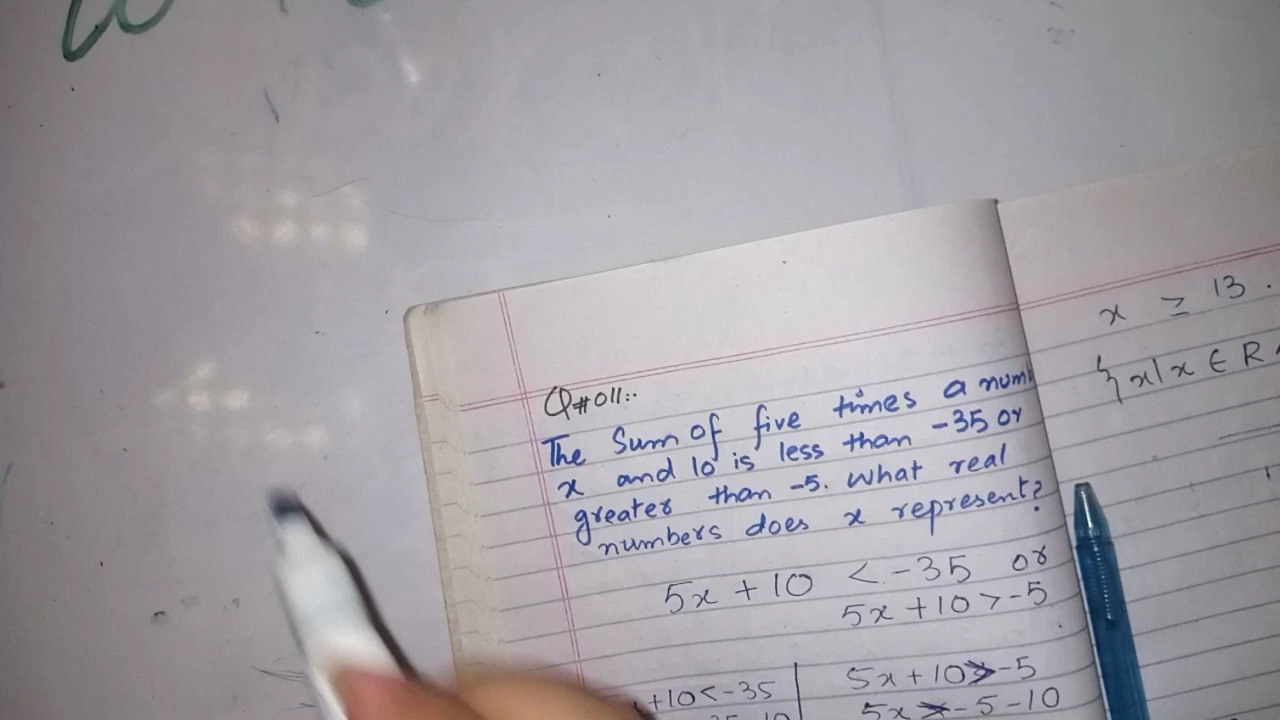 Q#011:.
The Sum of five times a num
x and 10 is less than -35 or
greater than -5. what real
numbers does x represent?
5x + 10 < -35 or
5x + 10 > -5
+10 < -35
5x + 10 > -5
5x > -5 - 10
x ≥ 13.
{x|x ∈ R